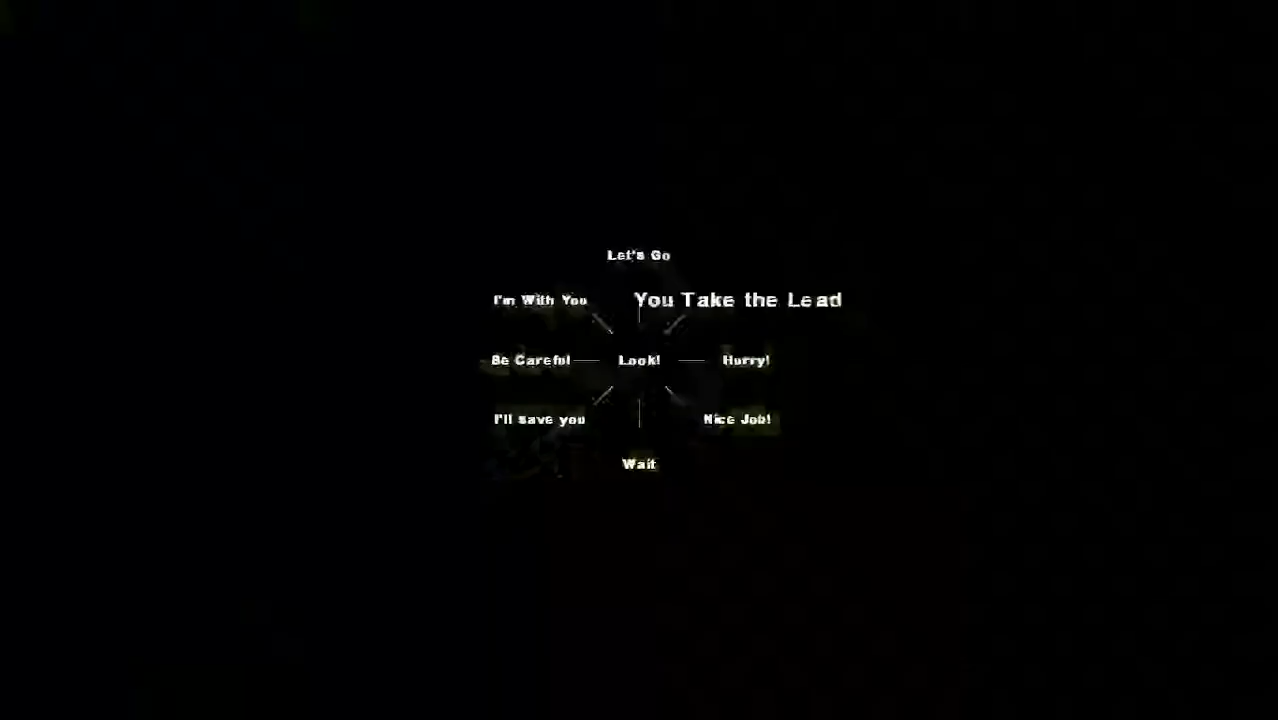 Let's Go
I'm With You
You Take the Lead
Be Careful
Look!
Hurry!
I'll save you
Nice Job!
Wait